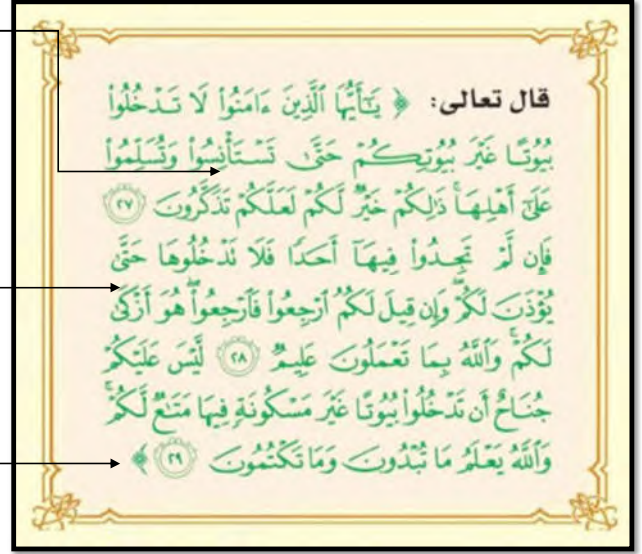 قال تعالى: ﴿ يَـٰٓأَيُّهَا ٱلَّذِينَ ءَامَنُوا۟ لَا تَدْخُلُوا۟
بُيُوتًا غَيْرَ بُيُوتِكُمْ حَتَّىٰ تَسْتَأْنِسُوا۟ وَتُسَلِّمُوا۟
عَلَىٰٓ أَهْلِهَا ۚ ذَٰلِكُمْ خَيْرٌ لَّكُمْ لَعَلَّكُمْ تَذَكَّرُونَ ٢٧
فَإِن لَّمْ تَجِدُوا۟ فِيهَآ أَحَدًا فَلَا تَدْخُلُوهَا حَتَّىٰ
يُؤْذَنَ لَكُمْ ۖ وَإِن قِيلَ لَكُمُ ٱرْجِعُوا۟ فَٱرْجِعُوا۟ ۖ هُوَ أَزْكَىٰ
لَكُمْ ۚ وَٱللَّهُ بِمَا تَعْمَلُونَ عَلِيمٌ ٢٨ لَّيْسَ عَلَيْكُمْ
جُنَاحٌ أَن تَدْخُلُوا۟ بُيُوتًا غَيْرَ مَسْكُونَةٍ فِيهَا مَتَـٰعٌ لَّكُمْ ۚ
وَٱللَّهُ يَعْلَمُ مَا تُبْدُونَ وَمَا تَكْتُمُونَ ٢٩ ﴾